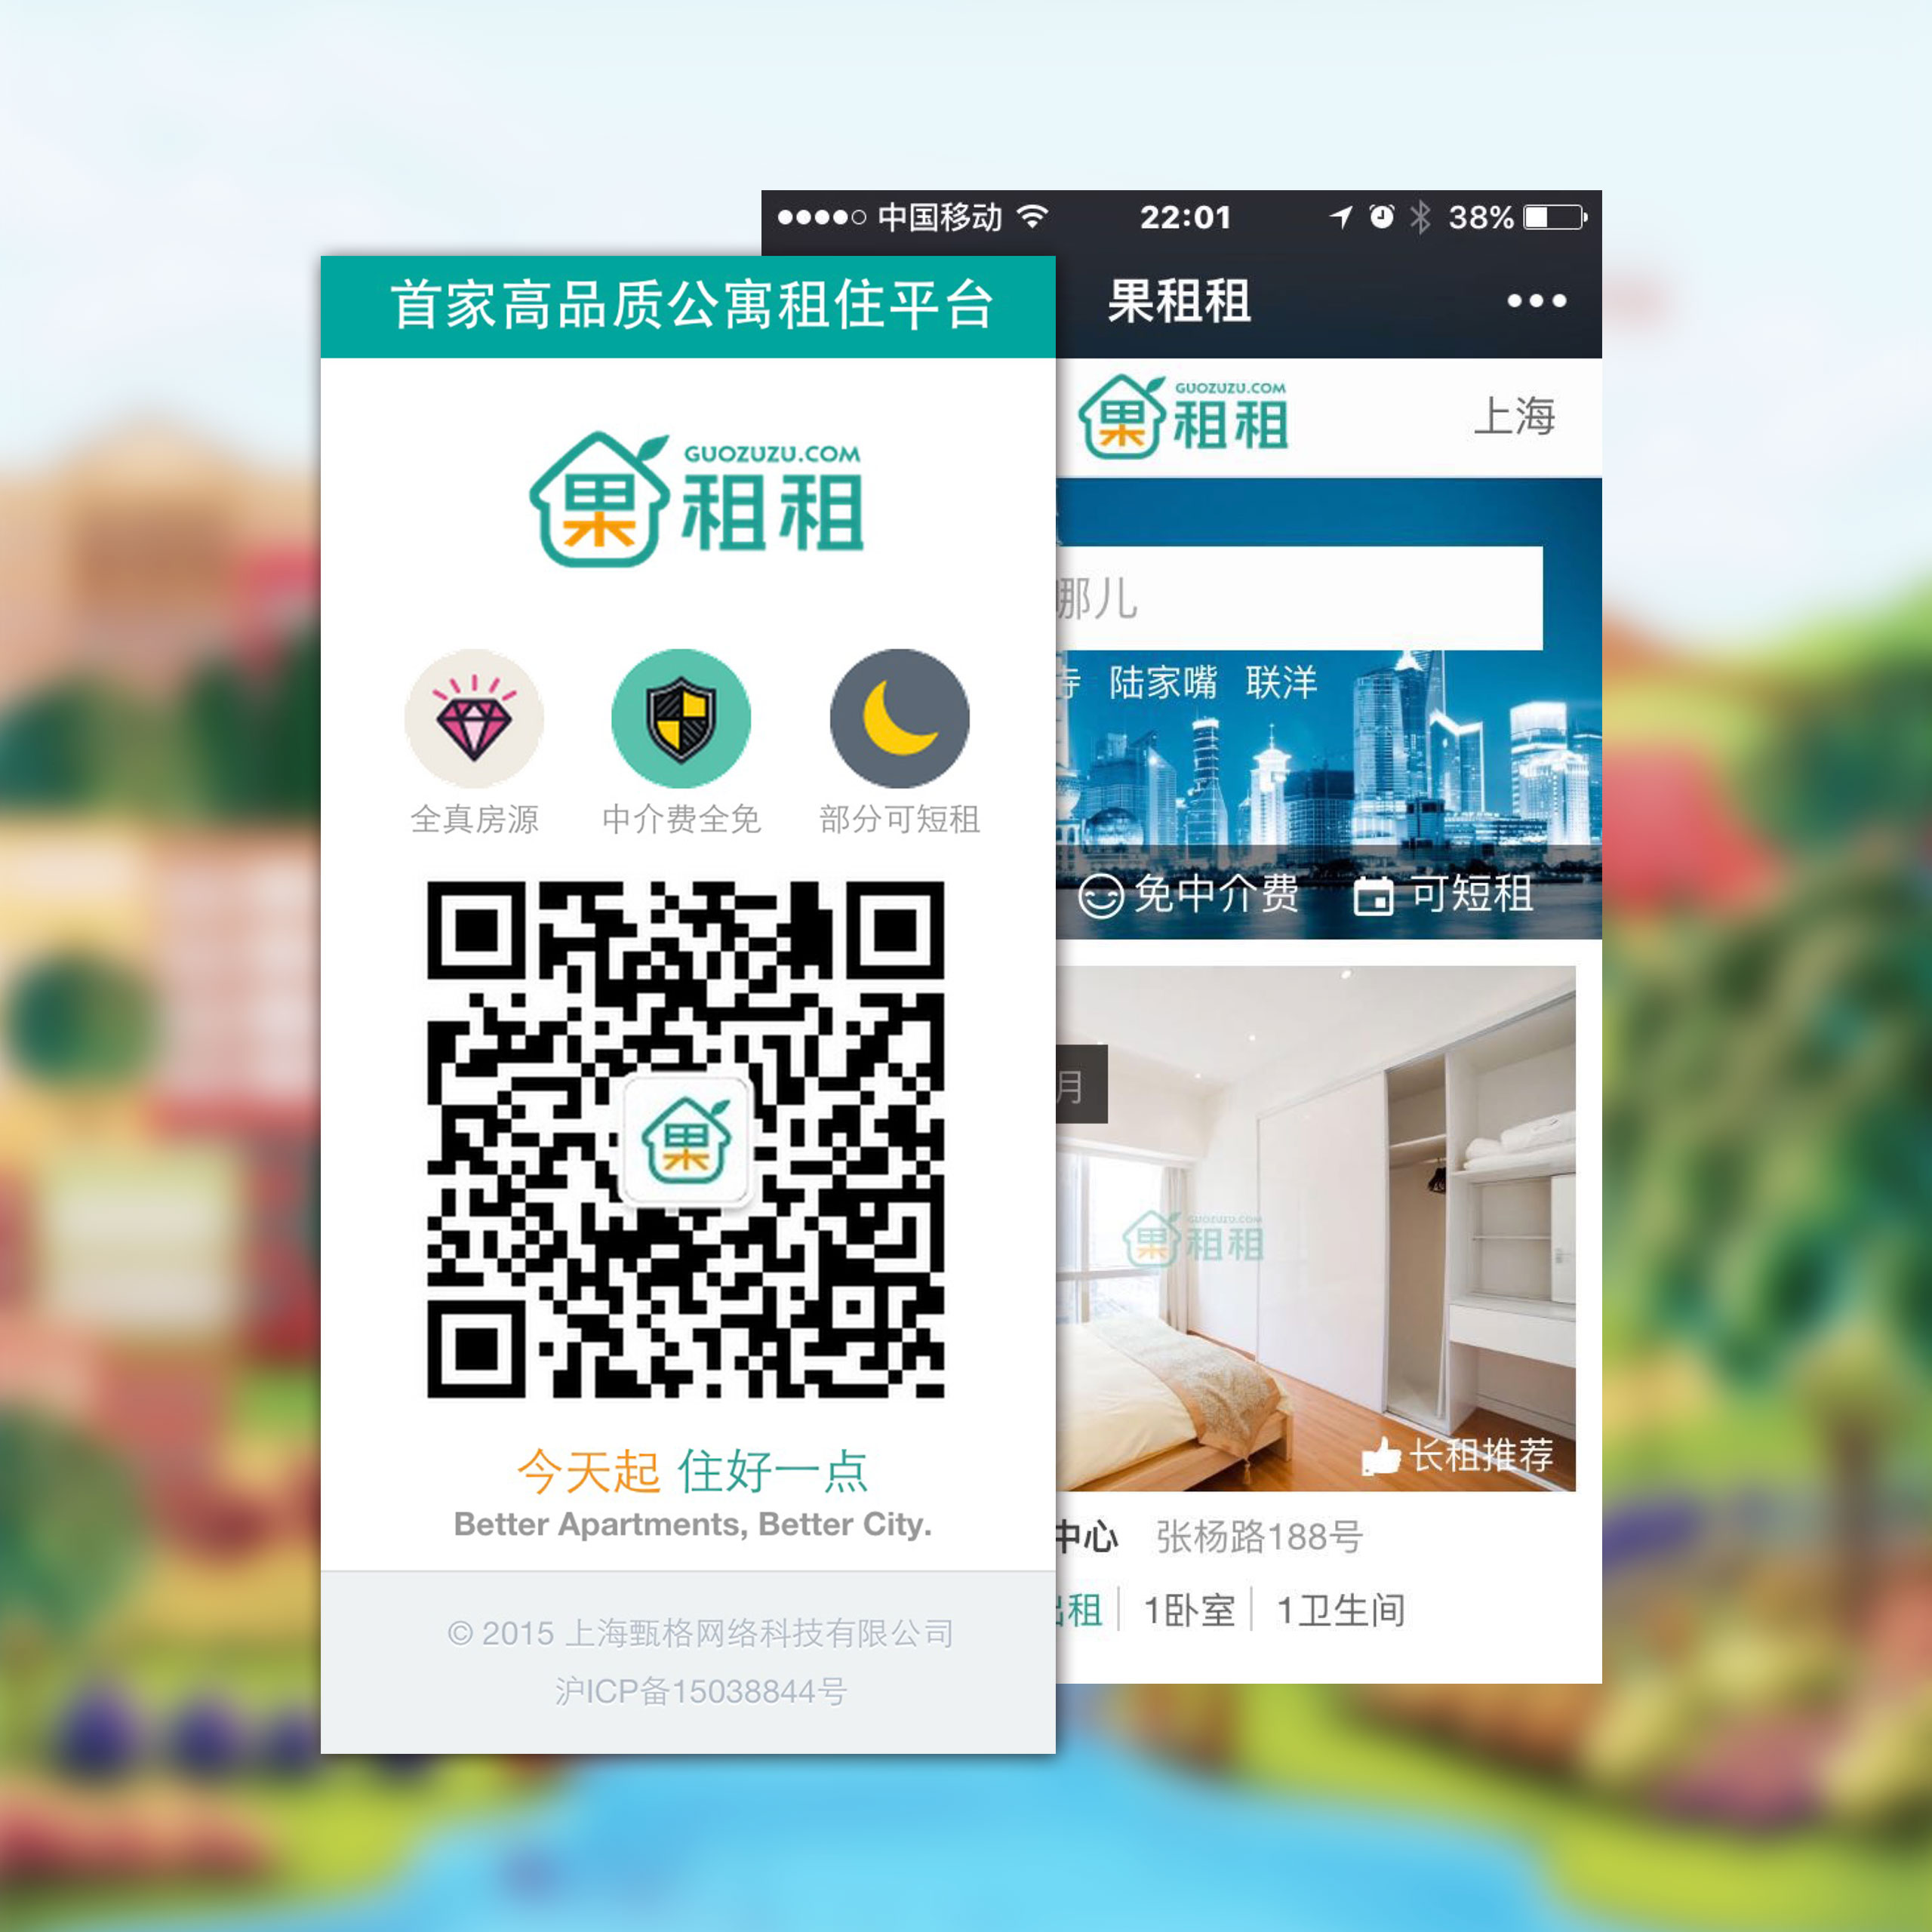 首家高品质公寓租住平台
GUOZUZU.COM
果租租
全真房源
中介费全免
部分可短租
果
今天起 住好一点
Better Apartments, Better City.
© 2015 上海甄格网络科技有限公司
沪ICP备15038844号
中国移动 22:01 38%
果租租
GUOZUZU.COM
果租租
上海
哪儿
寺 陆家嘴 联洋
免中介费 可短租
月
GUOZUZU.COM
果租租
长租推荐
中心 张杨路188号
出租 1卧室 1卫生间